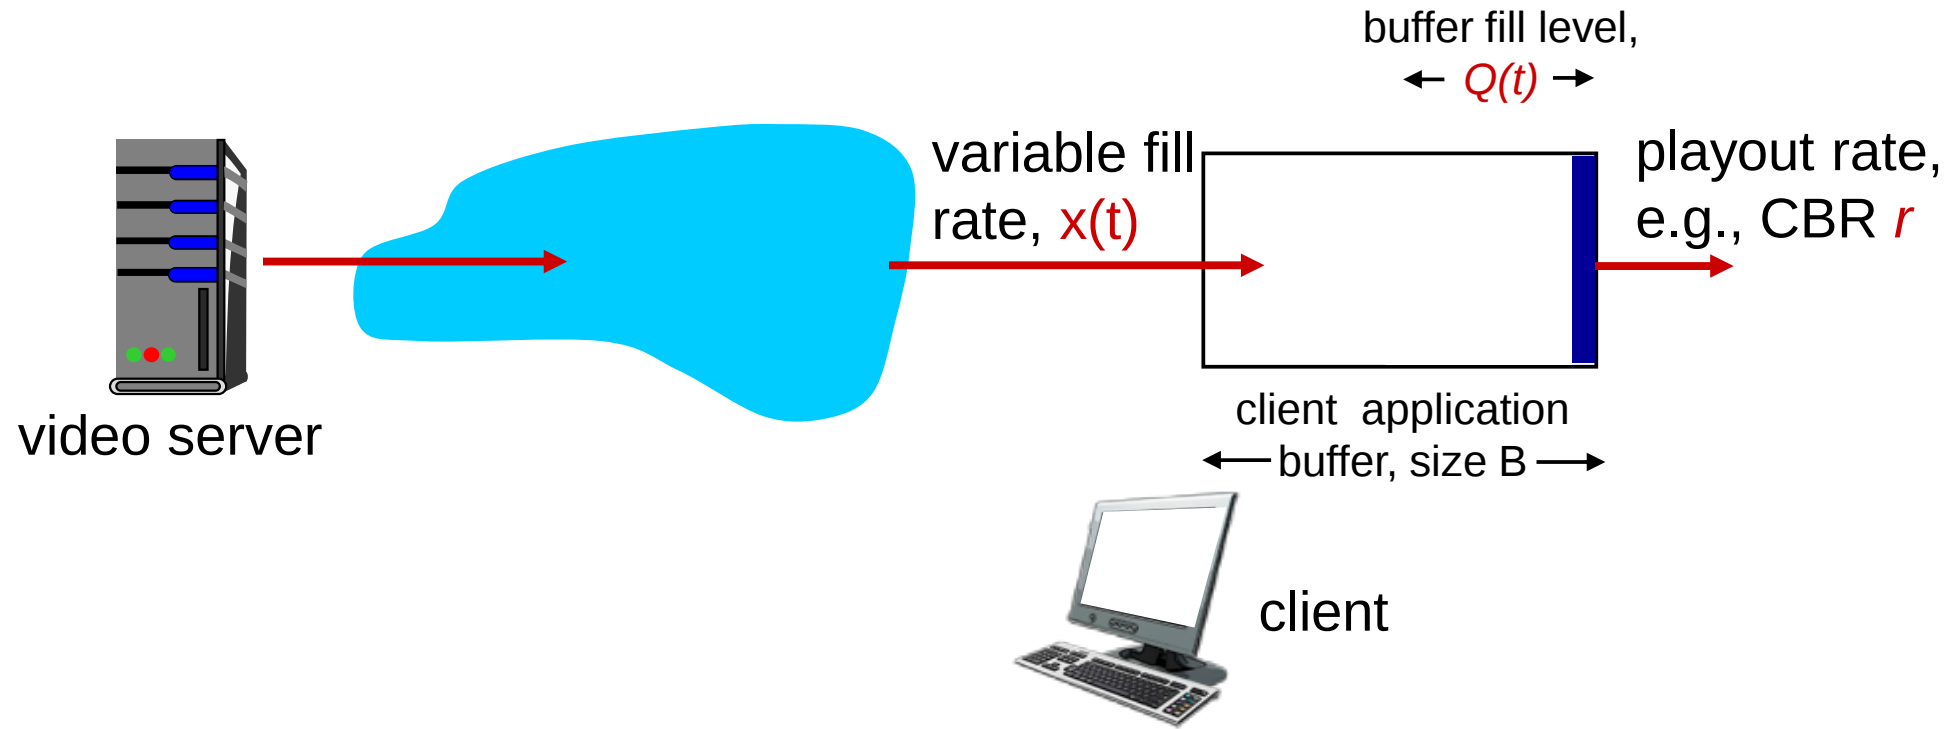 buffer fill level,
Q(t)
variable fill
rate, x(t)
playout rate,
e.g., CBR r
client application
buffer, size B
video server
client